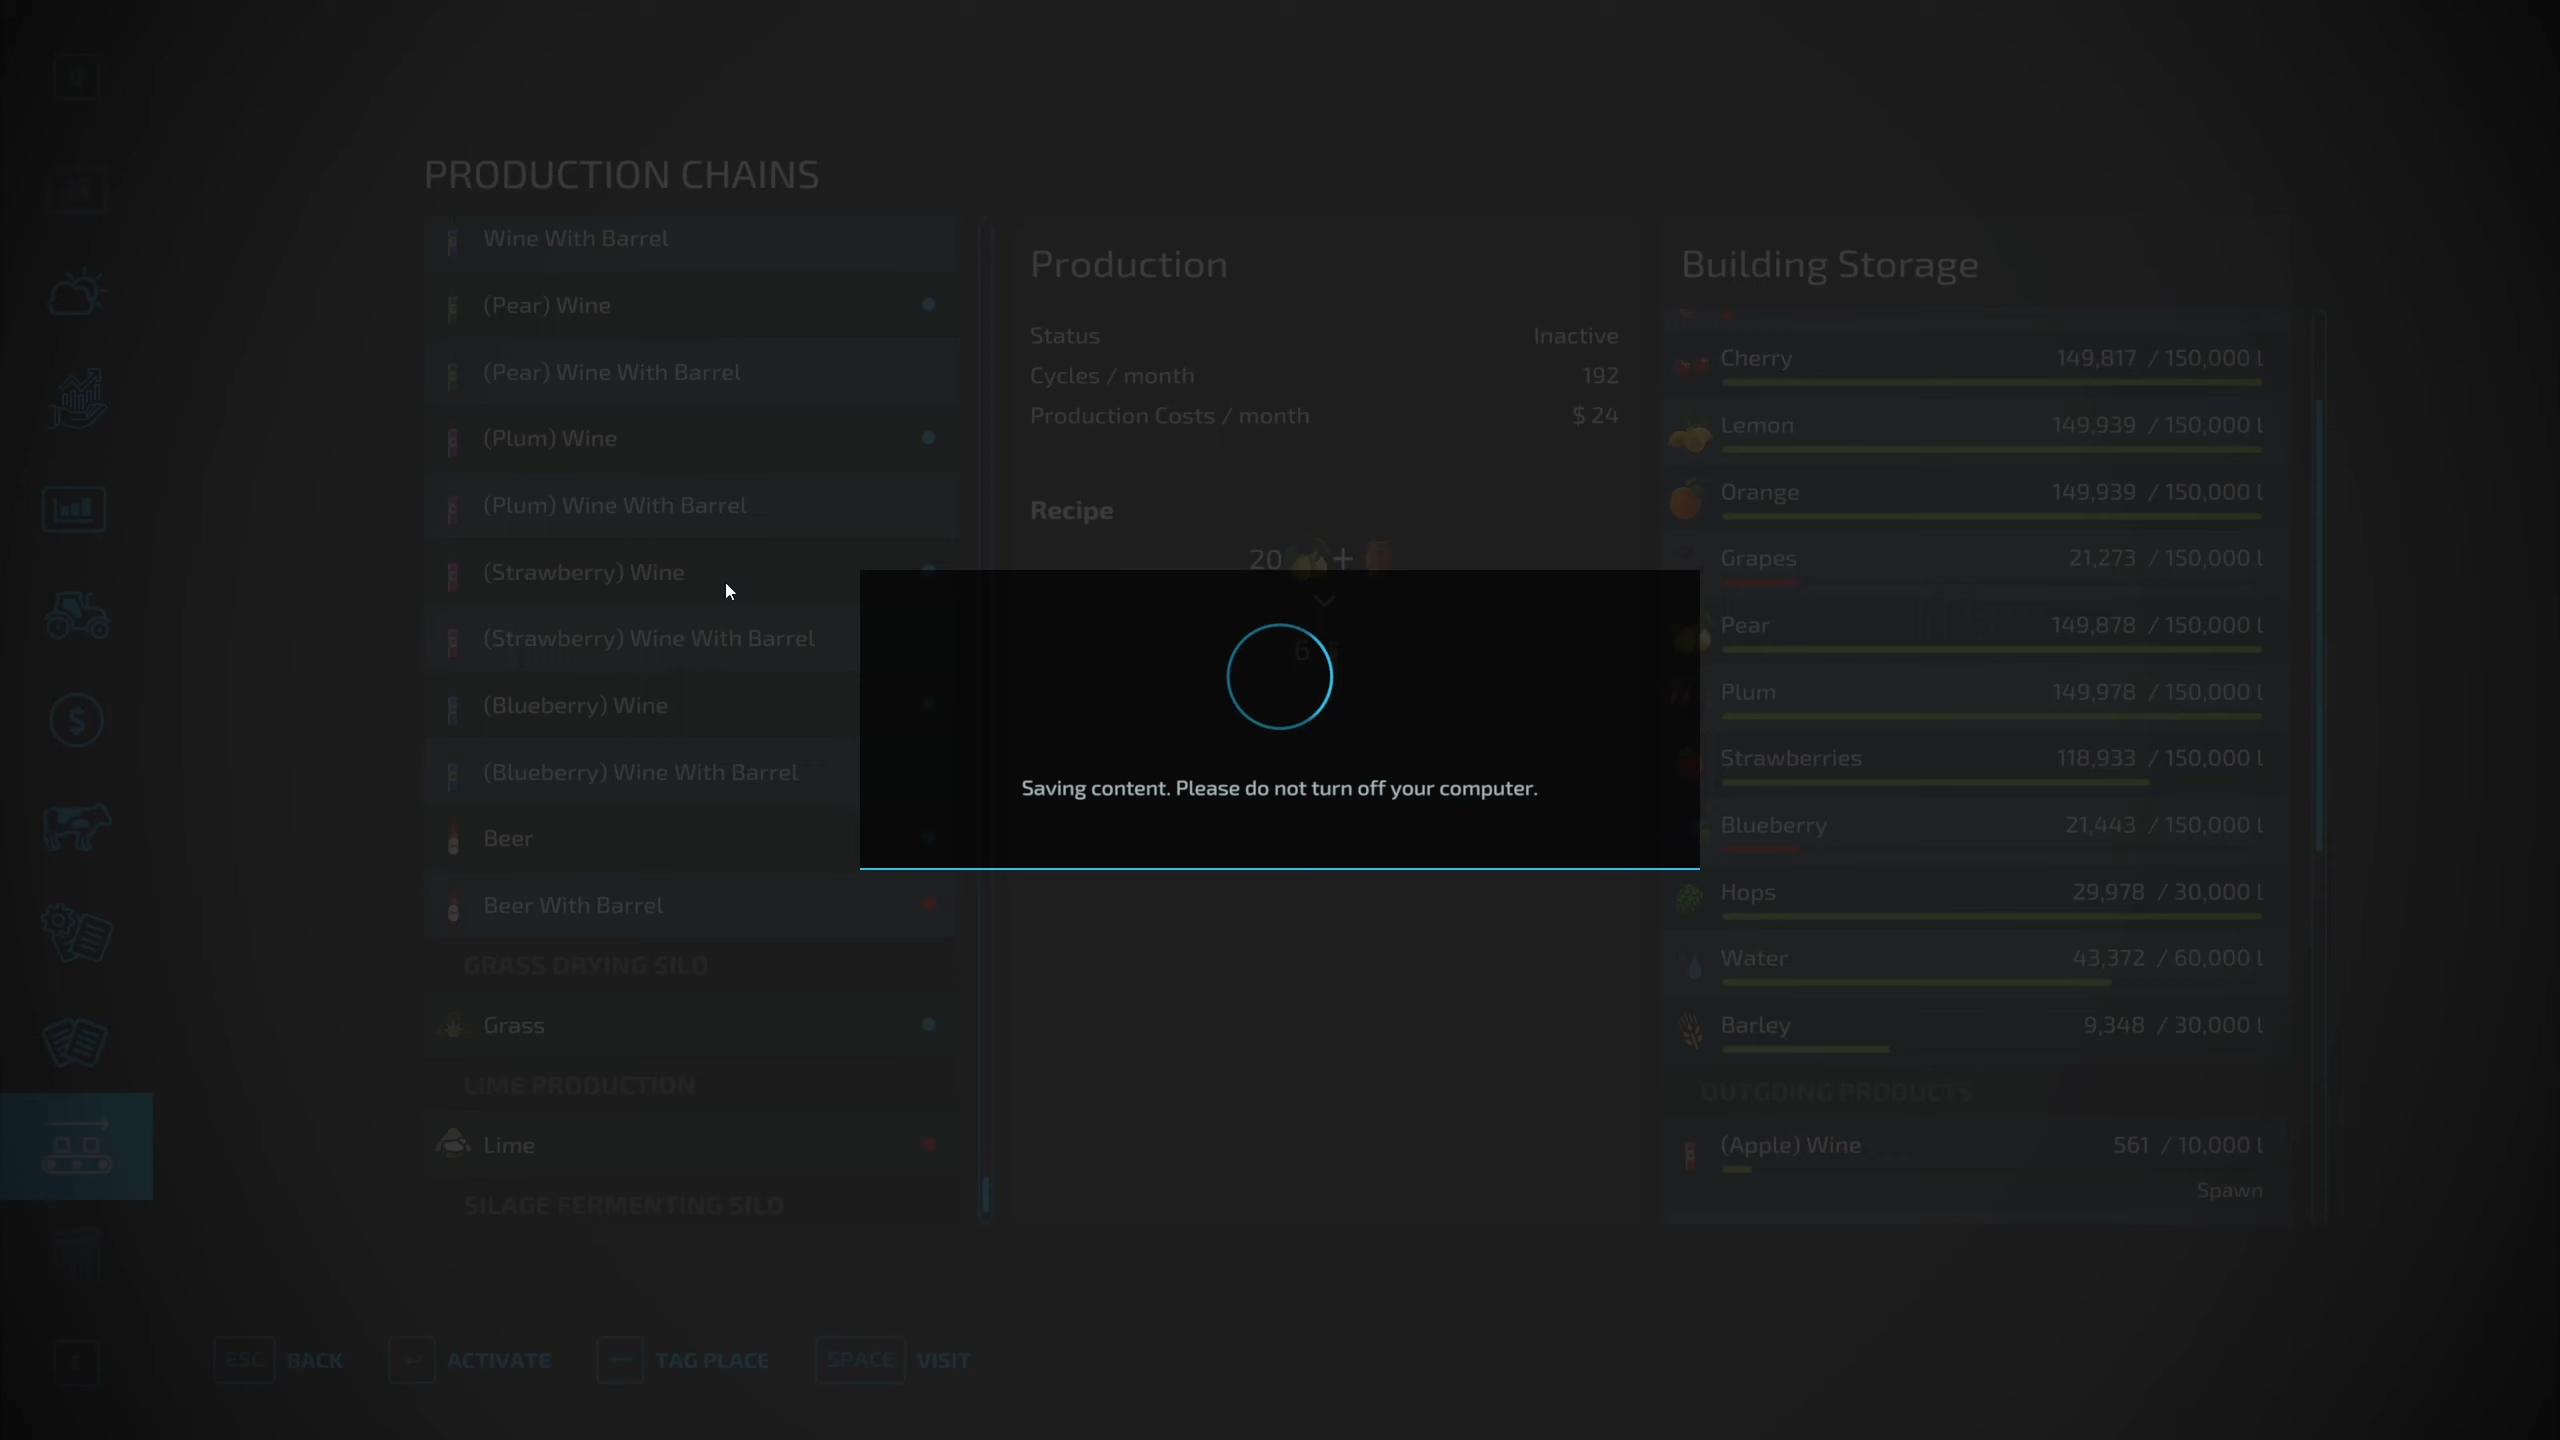 PRODUCTION CHAINS
Wine With Barrel
(Pear) Wine
(Pear) Wine With Barrel
(Plum) Wine
(Plum) Wine With Barrel
(Strawberry) Wine
(Strawberry) Wine With Barrel
(Blueberry) Wine
(Blueberry) Wine With Barrel
Beer
Beer With Barrel
GRASS DRYING SILO
Grass
LIME PRODUCTION
Lime
SILAGE FERMENTING SILO
Production
Status Inactive
Cycles / month 192
Production Costs / month $ 24
Recipe
20 +
6
Saving content. Please do not turn off your computer.
Building Storage
Cherry 149,817 / 150,000 l
Lemon 149,939 / 150,000 l
Orange 149,939 / 150,000 l
Grapes 21,273 / 150,000 l
Pear 149,878 / 150,000 l
Plum 149,978 / 150,000 l
Strawberries 118,933 / 150,000 l
Blueberry 21,443 / 150,000 l
Hops 29,978 / 30,000 l
Water 43,372 / 60,000 l
Barley 9,348 / 30,000 l
OUTGOING PRODUCTS
(Apple) Wine 561 / 10,000 l
Spawn
ESC BACK ACTIVATE TAG PLACE SPACE VISIT